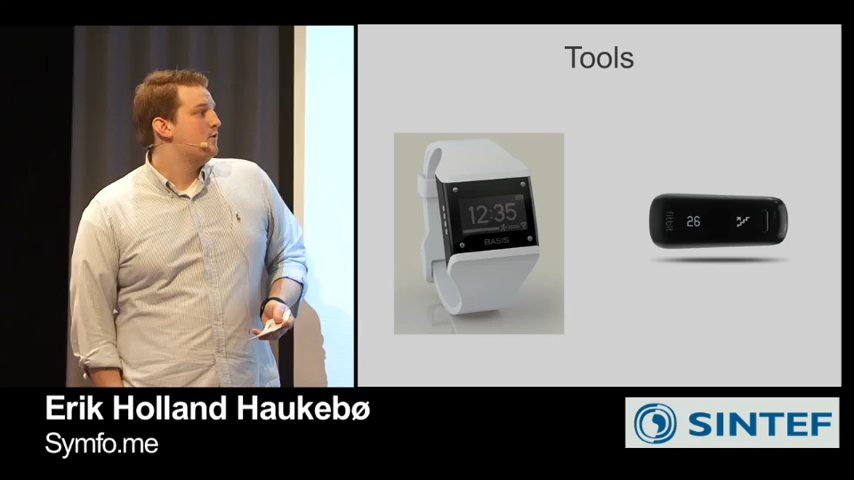 Tools
12:35
BASIS
fitbit
26
Erik Holland Haukebø
Symfo.me
SINTEF